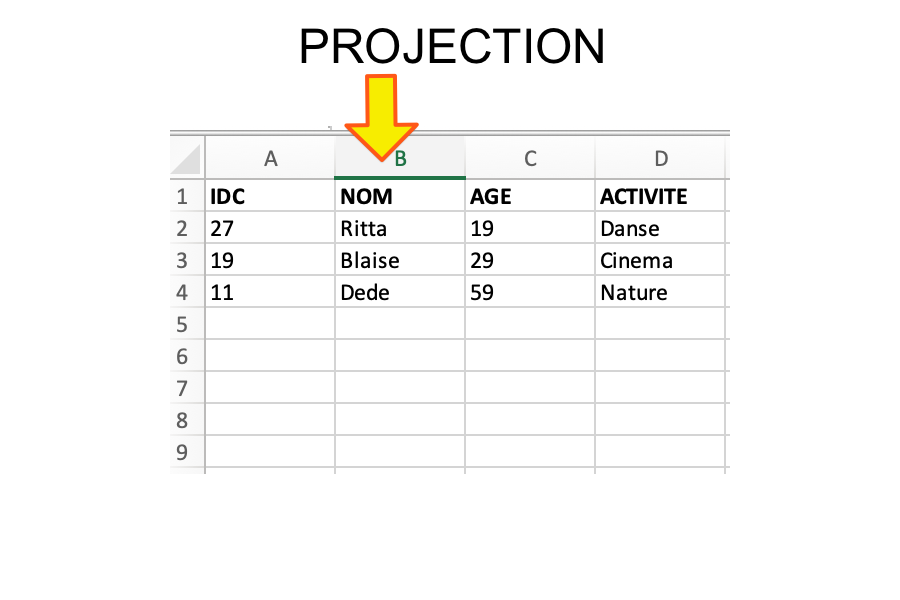 PROJECTION
A B C D
1 IDC NOM AGE ACTIVITE
2 27 Ritta 19 Danse
3 19 Blaise 29 Cinema
4 11 Dede 59 Nature
5
6
7
8
9